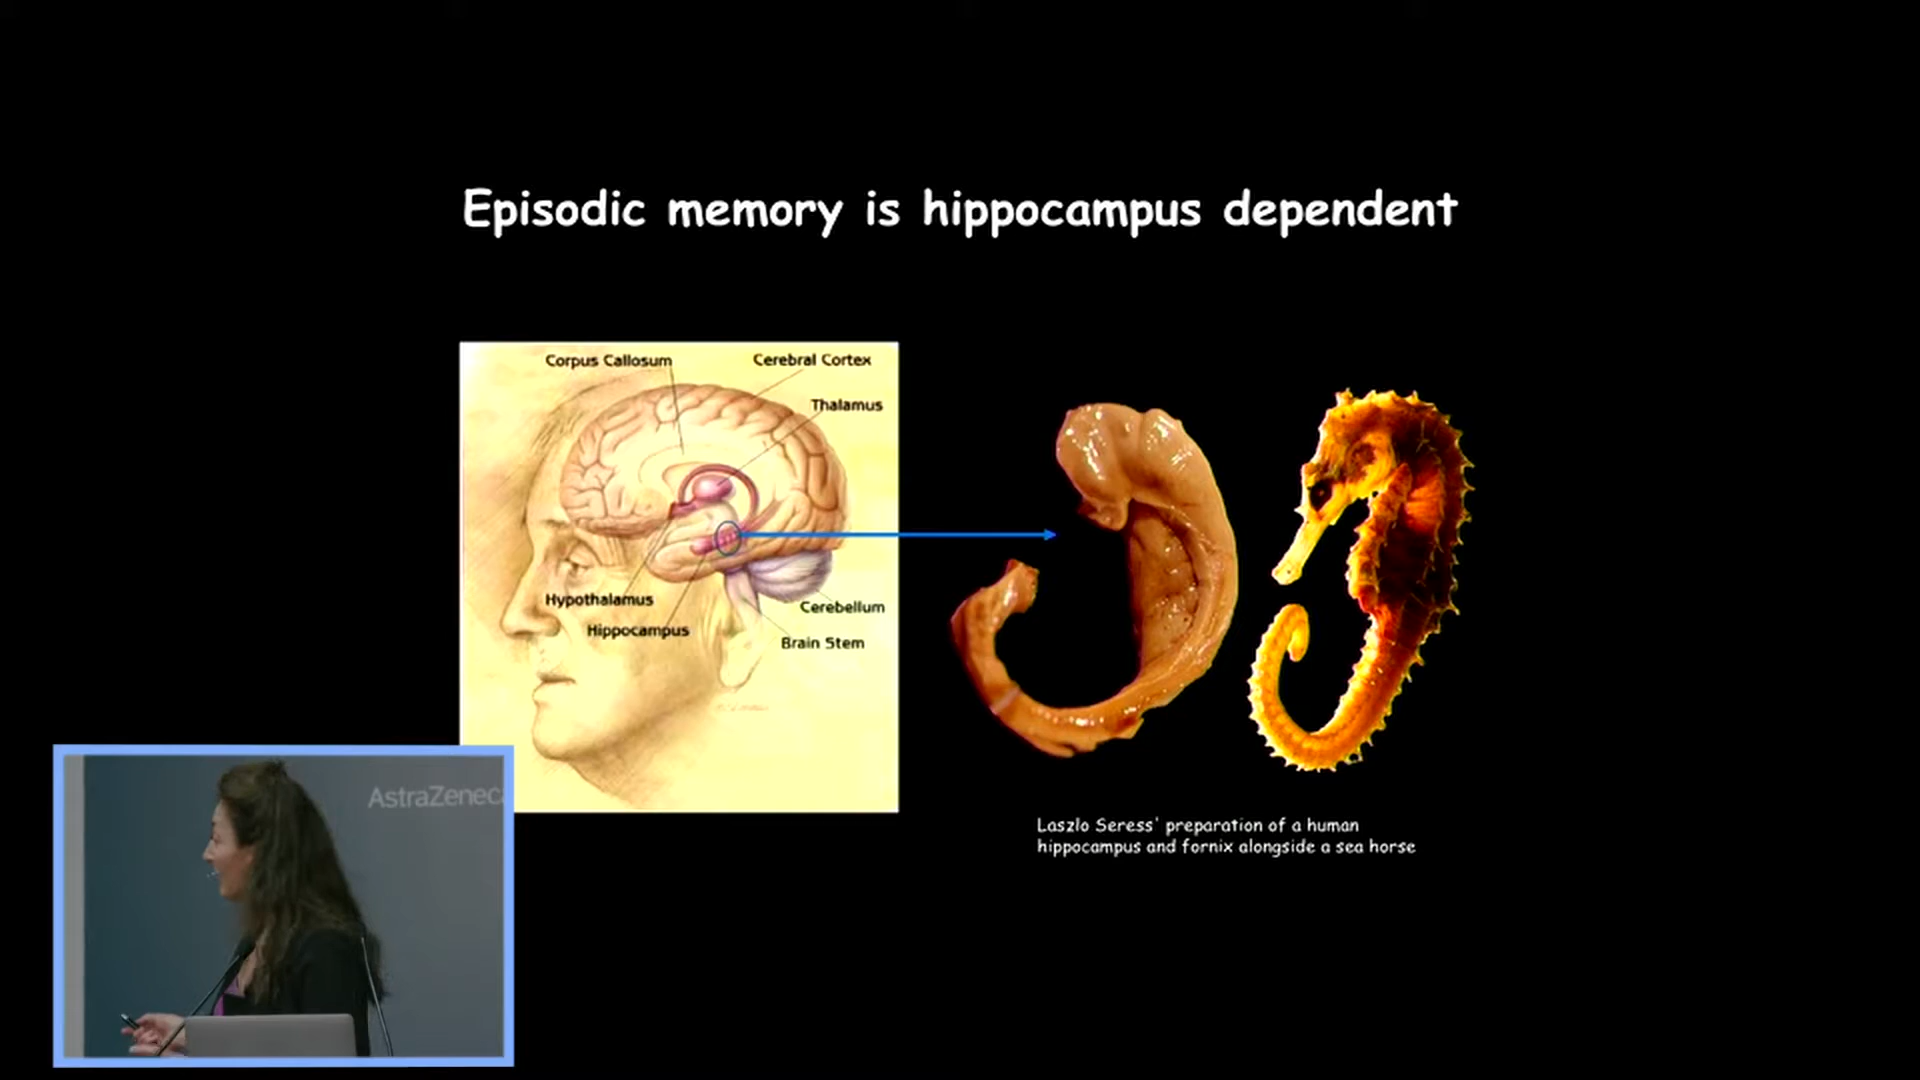 Episodic memory is hippocampus dependent
Corpus Callosum
Cerebral Cortex
Thalamus
Hypothalamus
Hippocampus
Cerebellum
Brain Stem
Laszlo Seress' preparation of a human
hippocampus and fornix alongside a sea horse
AstraZenec